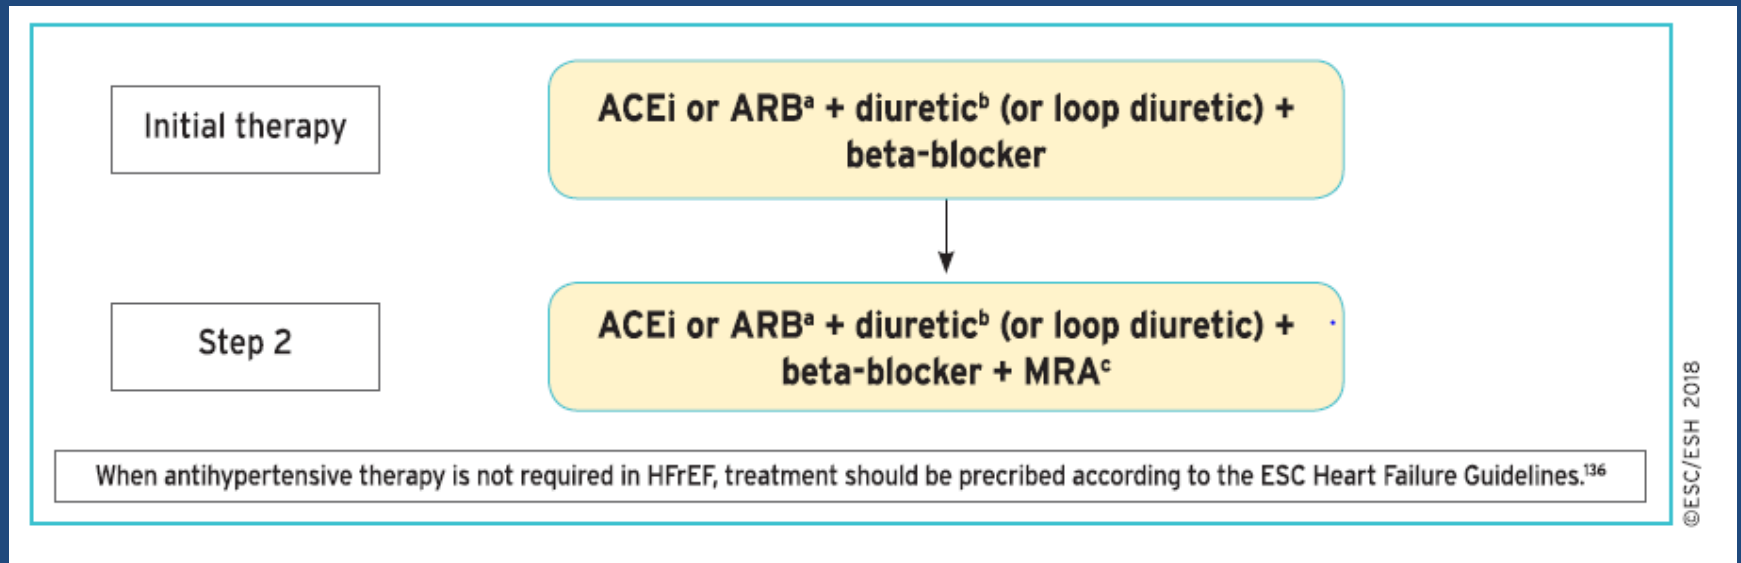 Initial therapy
ACEi or ARBᵃ + diureticᵇ (or loop diuretic) +
beta-blocker
Step 2
ACEi or ARBᵃ + diureticᵇ (or loop diuretic) +
beta-blocker + MRAᶜ
When antihypertensive therapy is not required in HFrEF, treatment should be precribed according to the ESC Heart Failure Guidelines.¹³⁶
©ESC/ESH 2018